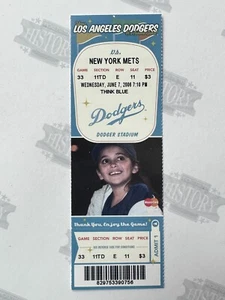 LOS ANGELES DODGERS
vs.
NEW YORK METS
GAME SECTION ROW SEAT PRICE
33 11TD E 11 $3
WEDNESDAY, JUNE 7, 2006 7:10 PM
THINK BLUE
Dodgers
DODGER STADIUM
Thank You, Enjoy the Game!
GAME SECTION ROW SEAT PRICE
33 11TD E 11 $3
829753390756
ADMIT 1
HISTORY